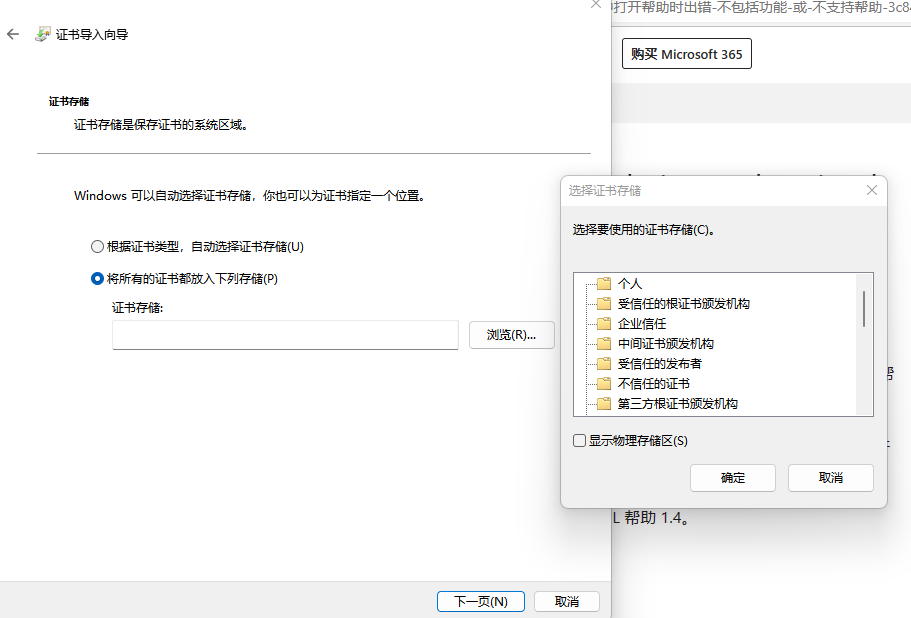 打开帮助时出错-不包括功能-或-不支持帮助-3c8
证书导入向导
购买 Microsoft 365
证书存储
证书存储是保存证书的系统区域。
Windows 可以自动选择证书存储，你也可以为证书指定一个位置。
根据证书类型，自动选择证书存储(U)
将所有的证书都放入下列存储(P)
证书存储:
浏览(R)...
选择证书存储
选择要使用的证书存储(C)。
个人
受信任的根证书颁发机构
企业信任
中间证书颁发机构
受信任的发布者
不信任的证书
第三方根证书颁发机构
显示物理存储区(S)
确定
取消
L 帮助 1.4。
下一页(N)
取消